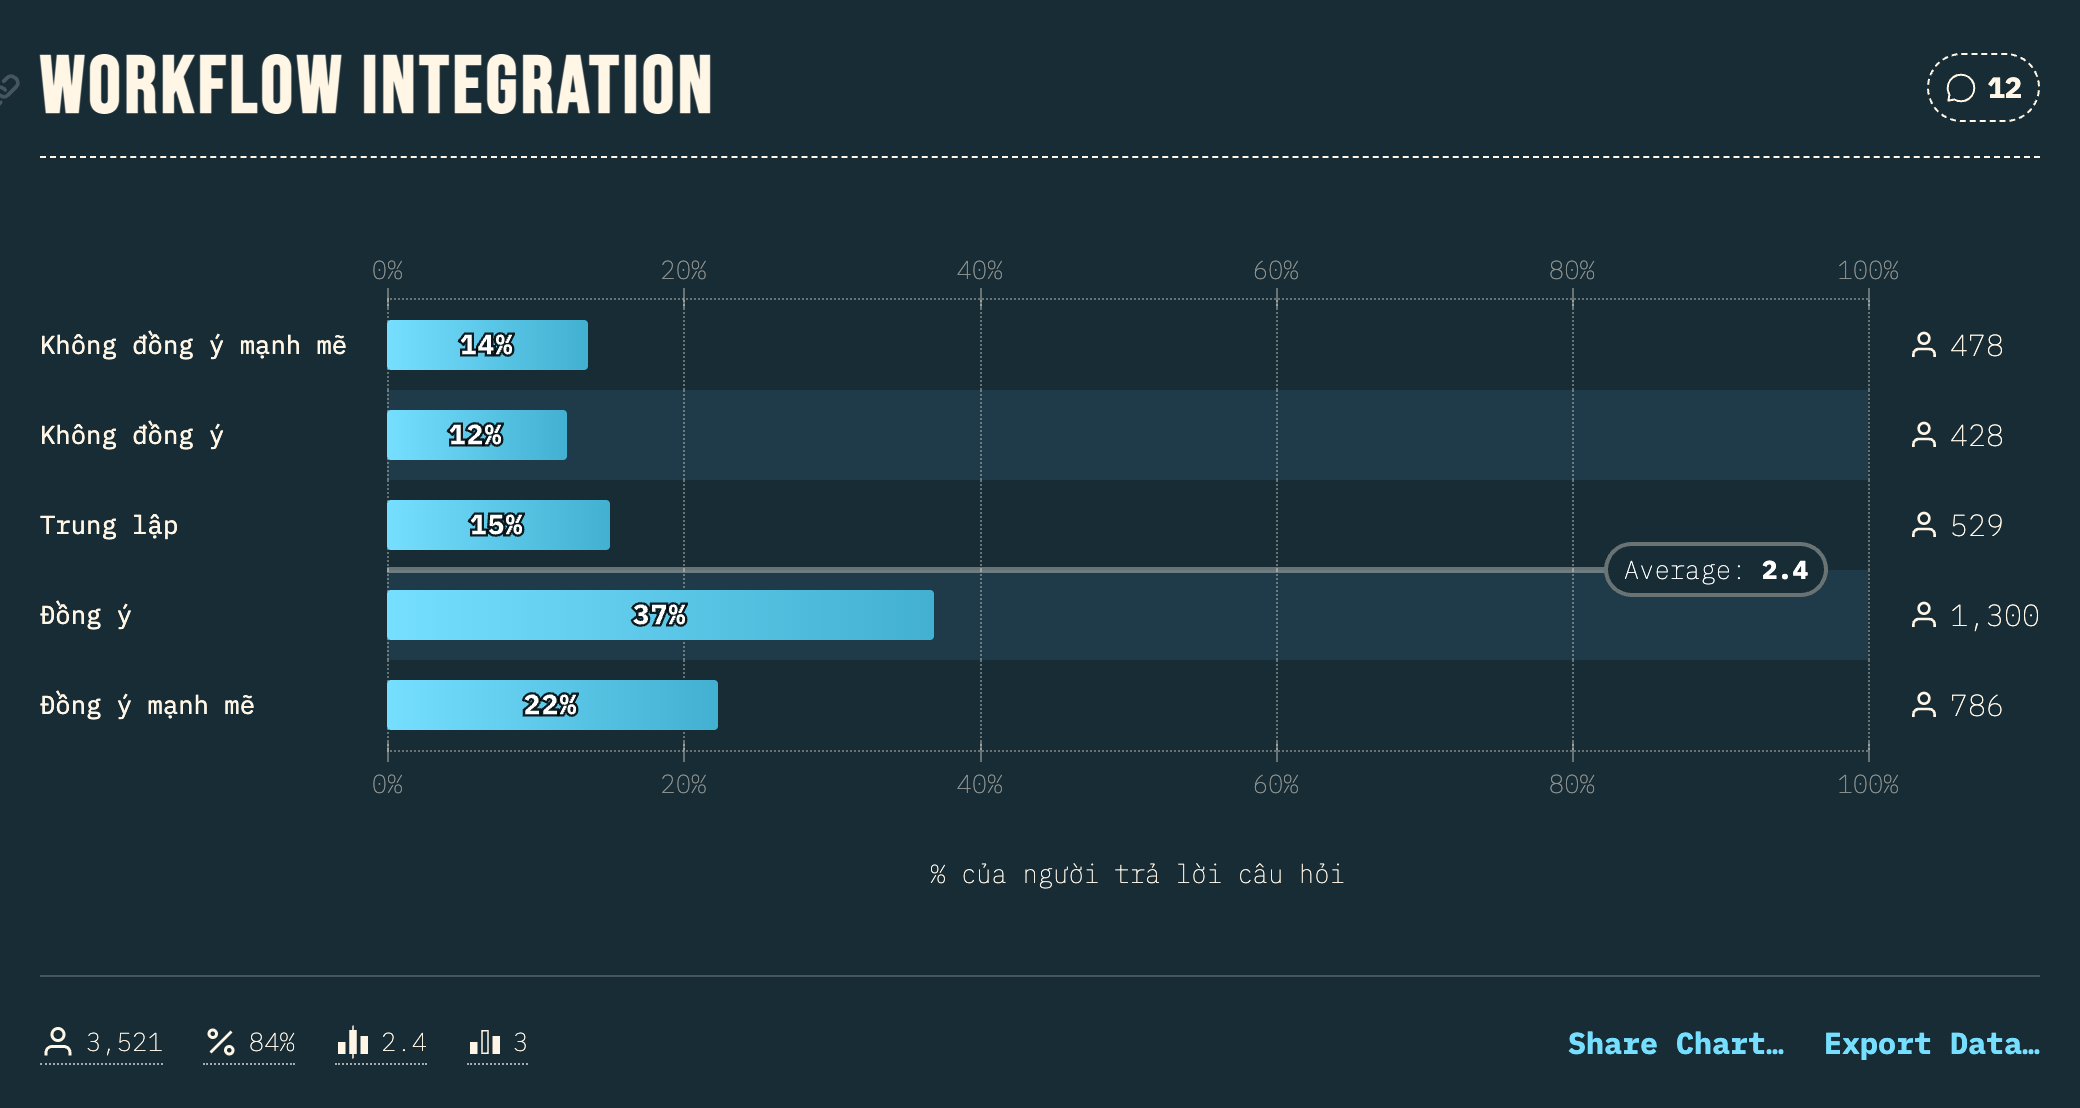 WORKFLOW INTEGRATION
12
0% 20% 40% 60% 80% 100%
Không đồng ý mạnh mẽ 14% 478
Không đồng ý 12% 428
Trung lập 15% 529
Average: 2.4
Đồng ý 37% 1,300
Đồng ý mạnh mẽ 22% 786
0% 20% 40% 60% 80% 100%
% của người trả lời câu hỏi
3,521 84% 2.4 3 Share Chart… Export Data…